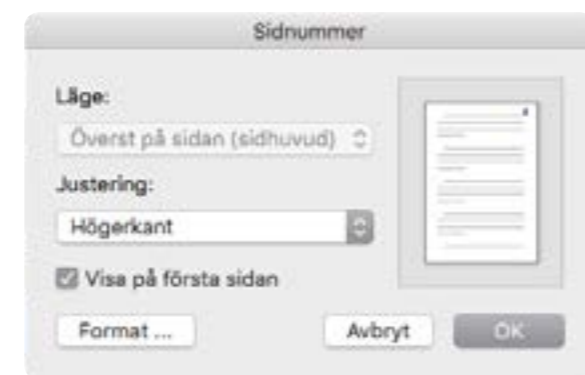 Sidnummer
Läge:
Överst på sidan (sidhuvud)
Justering:
Högerkant
Visa på första sidan
Format ...
Avbryt
OK